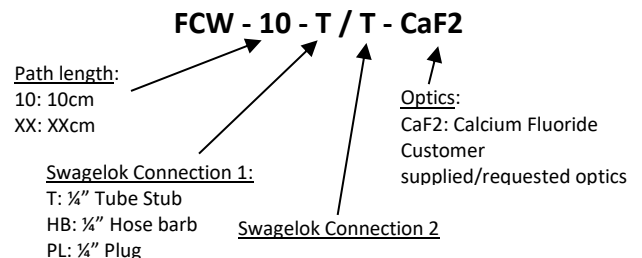 FCW - 10 - T / T - CaF2
Path length:
10: 10cm
XX: XXcm
Swagelok Connection 1:
T: ¼” Tube Stub
HB: ¼” Hose barb
PL: ¼” Plug
Swagelok Connection 2
Optics:
CaF2: Calcium Fluoride
Customer
supplied/requested optics